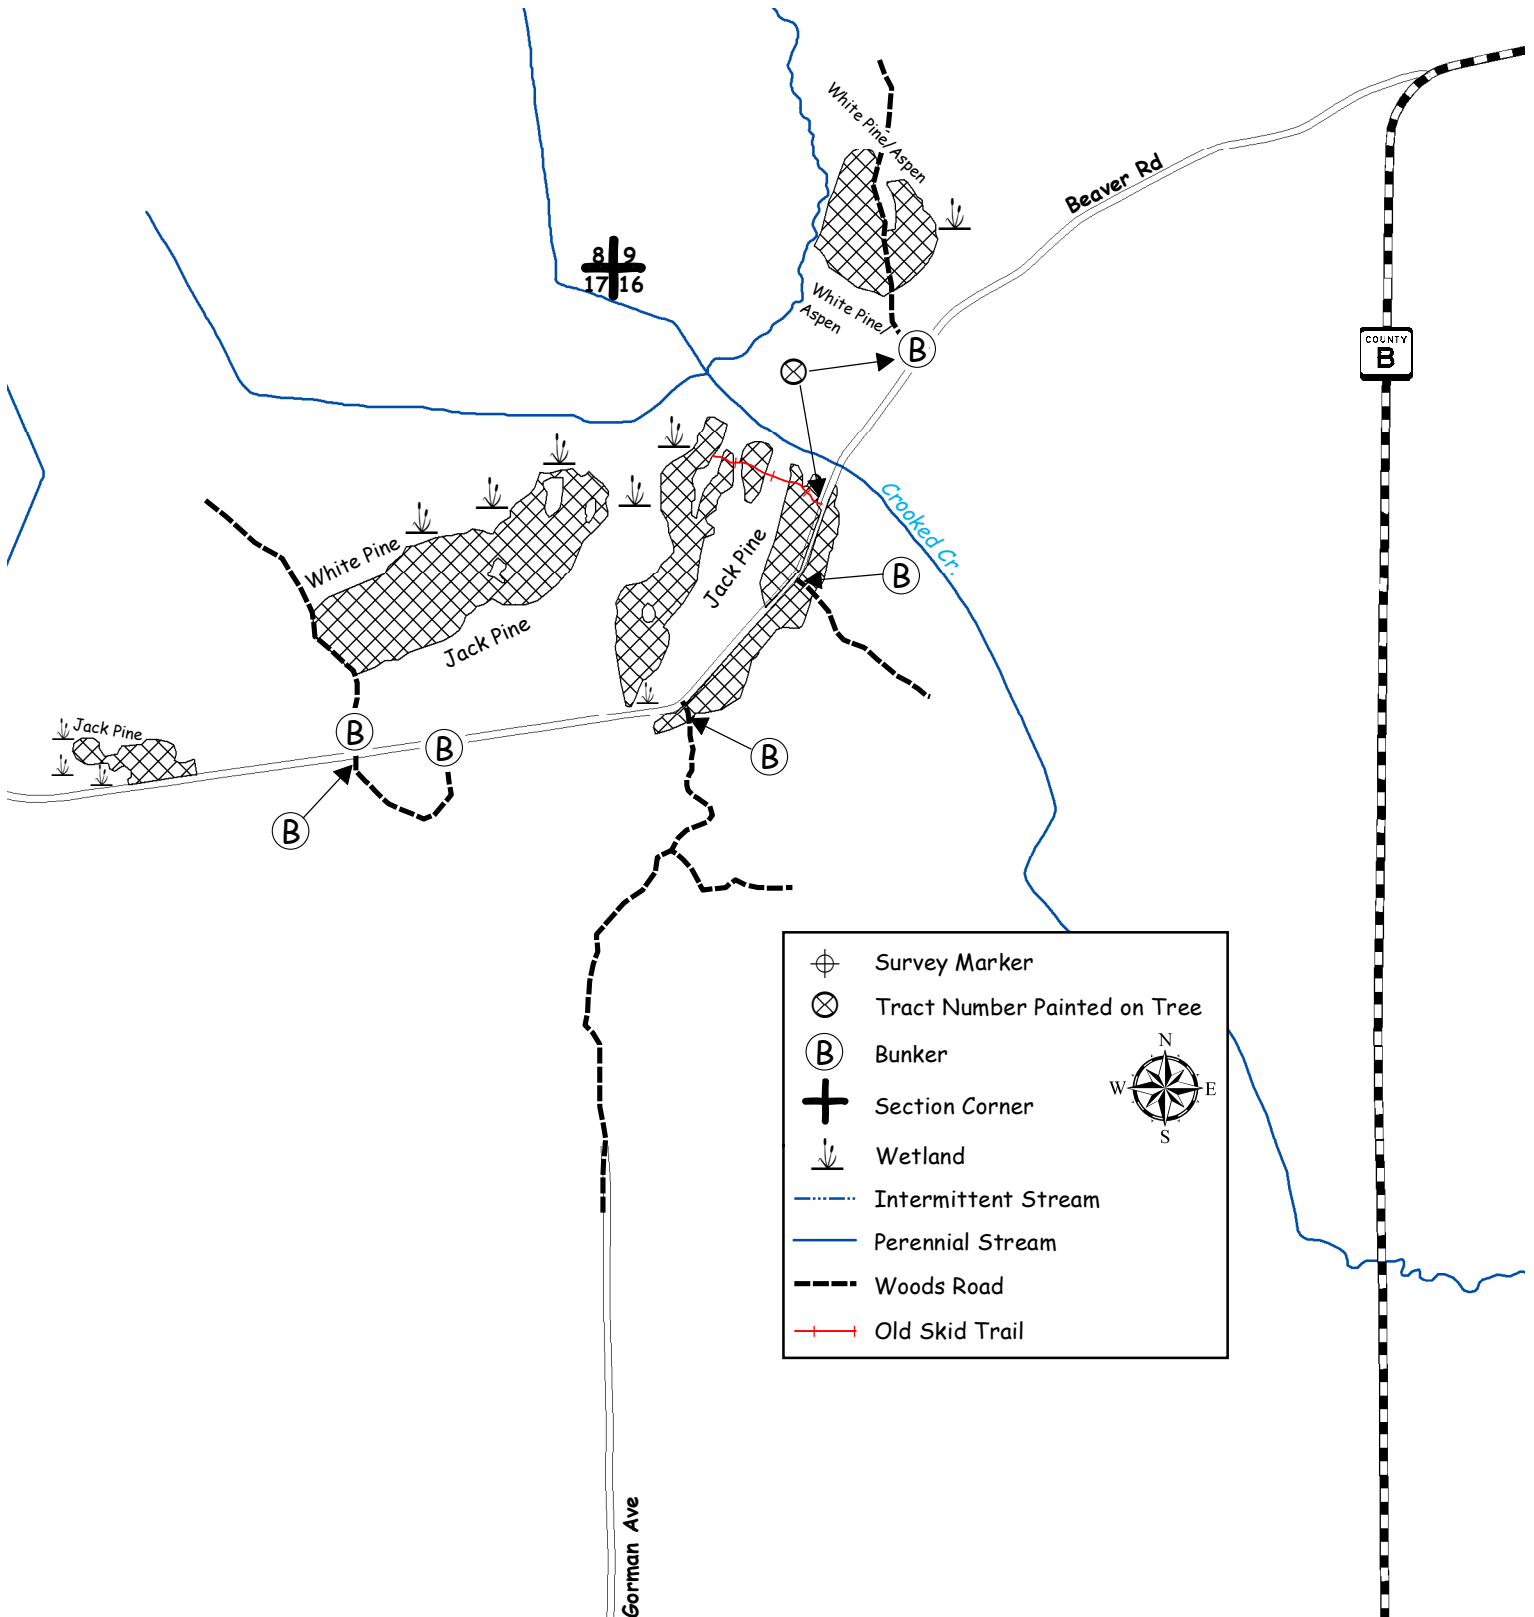 White Pine/Aspen
Beaver Rd
8 9
17 16
White Pine/
Aspen
B
COUNTY
B
Crooked Cr.
White Pine
Jack Pine
B
Jack Pine
Jack Pine
B
B
B
B
Survey Marker
Tract Number Painted on Tree
B Bunker
N
W E
S
Section Corner
Wetland
Intermittent Stream
Perennial Stream
Woods Road
Old Skid Trail
Gorman Ave